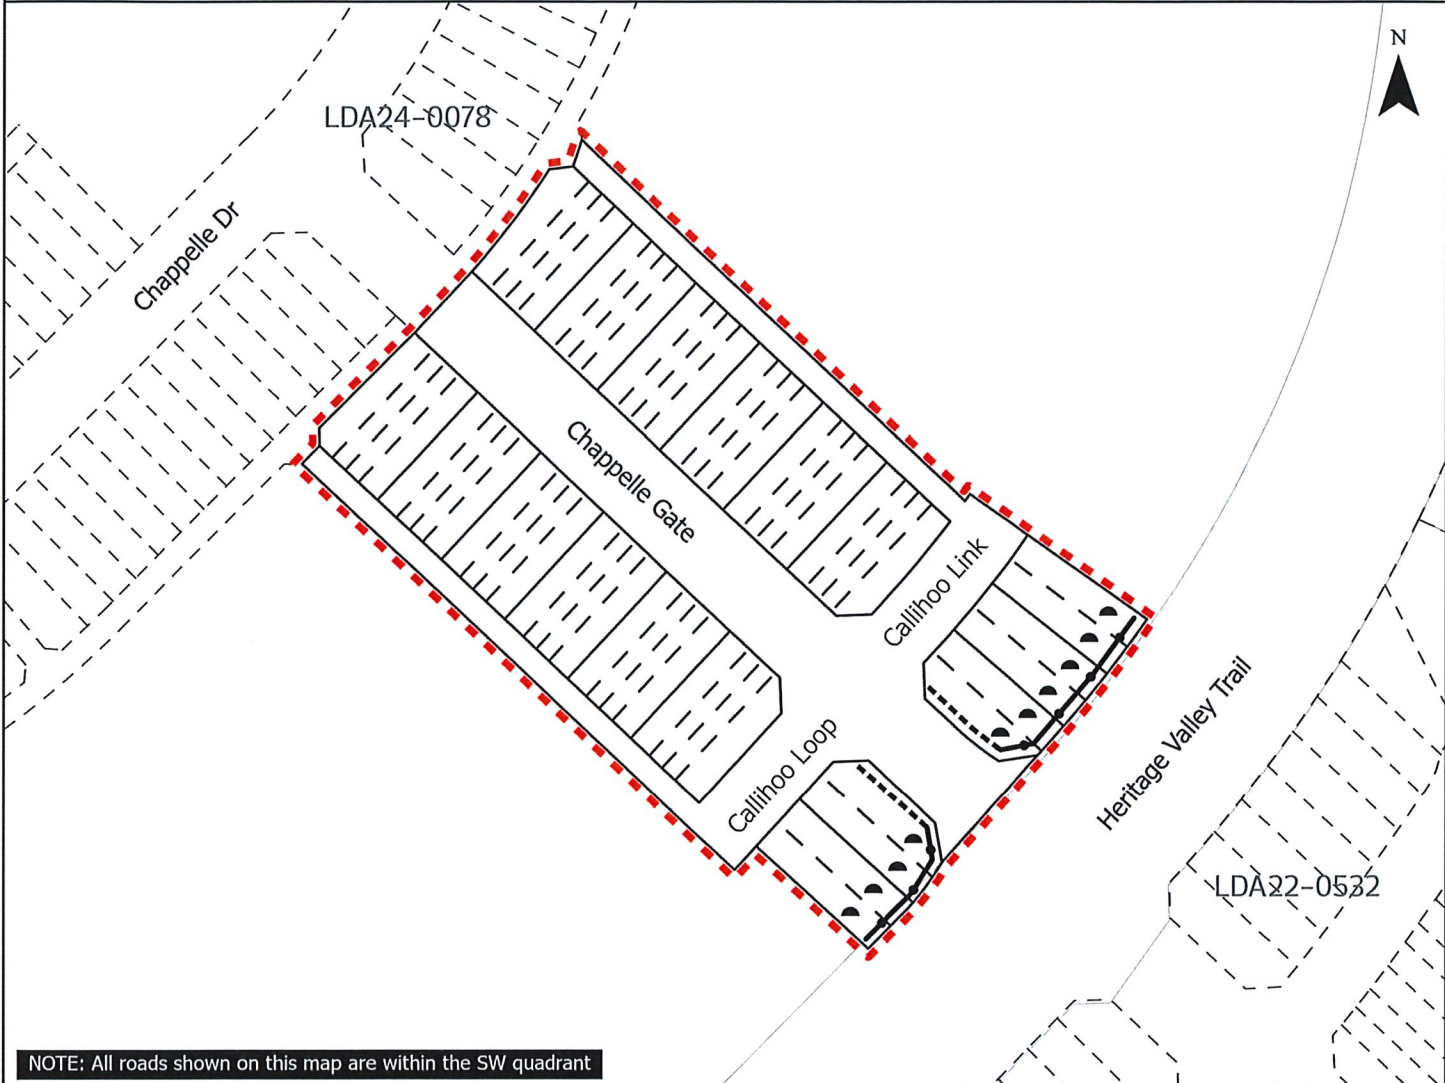 N
LDA24-0078
Chappelle Dr
Chappelle Gate
Callihoo Link
Callihoo Loop
Heritage Valley Trail
LDA22-0532
NOTE: All roads shown on this map are within the SW quadrant